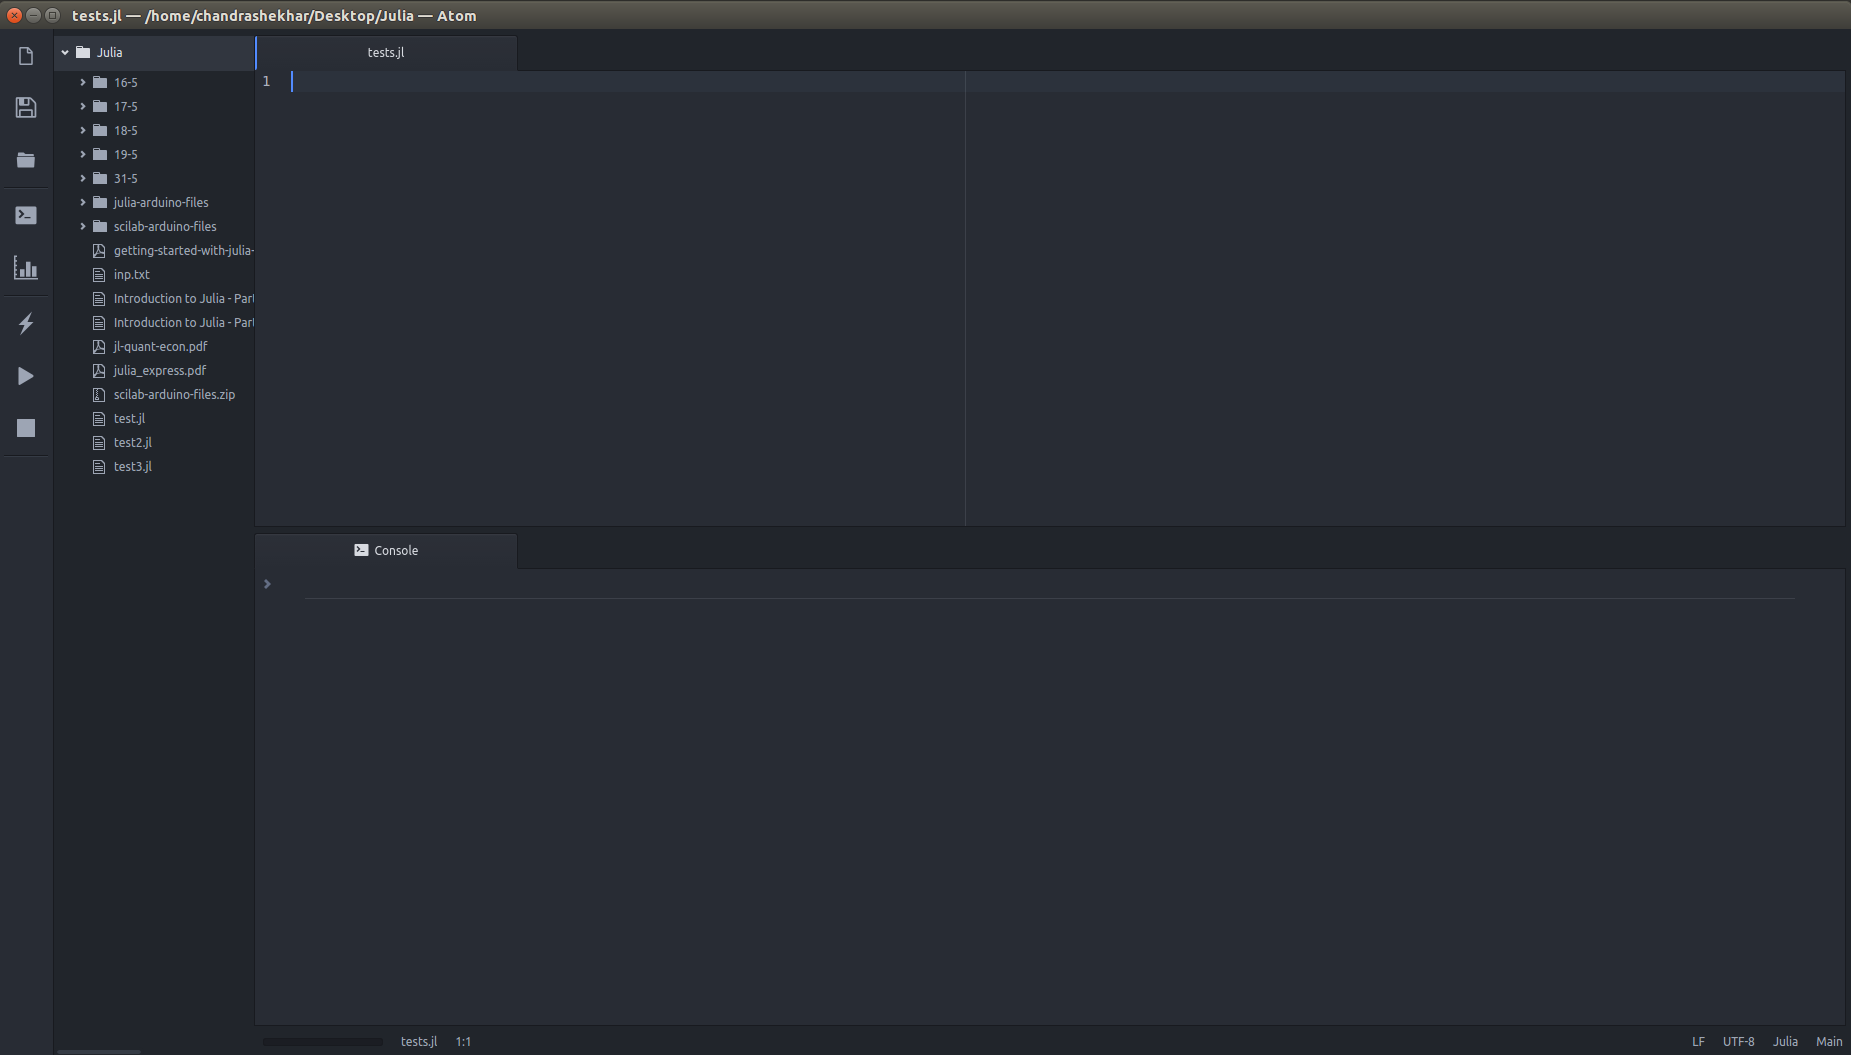 tests.jl — /home/chandrashekhar/Desktop/Julia — Atom
Julia
16-5
17-5
18-5
19-5
31-5
julia-arduino-files
scilab-arduino-files
getting-started-with-julia-
inp.txt
Introduction to Julia - Part
Introduction to Julia - Part
jl-quant-econ.pdf
julia_express.pdf
scilab-arduino-files.zip
test.jl
test2.jl
test3.jl
tests.jl
1
Console
tests.jl 1:1
LF UTF-8 Julia Main